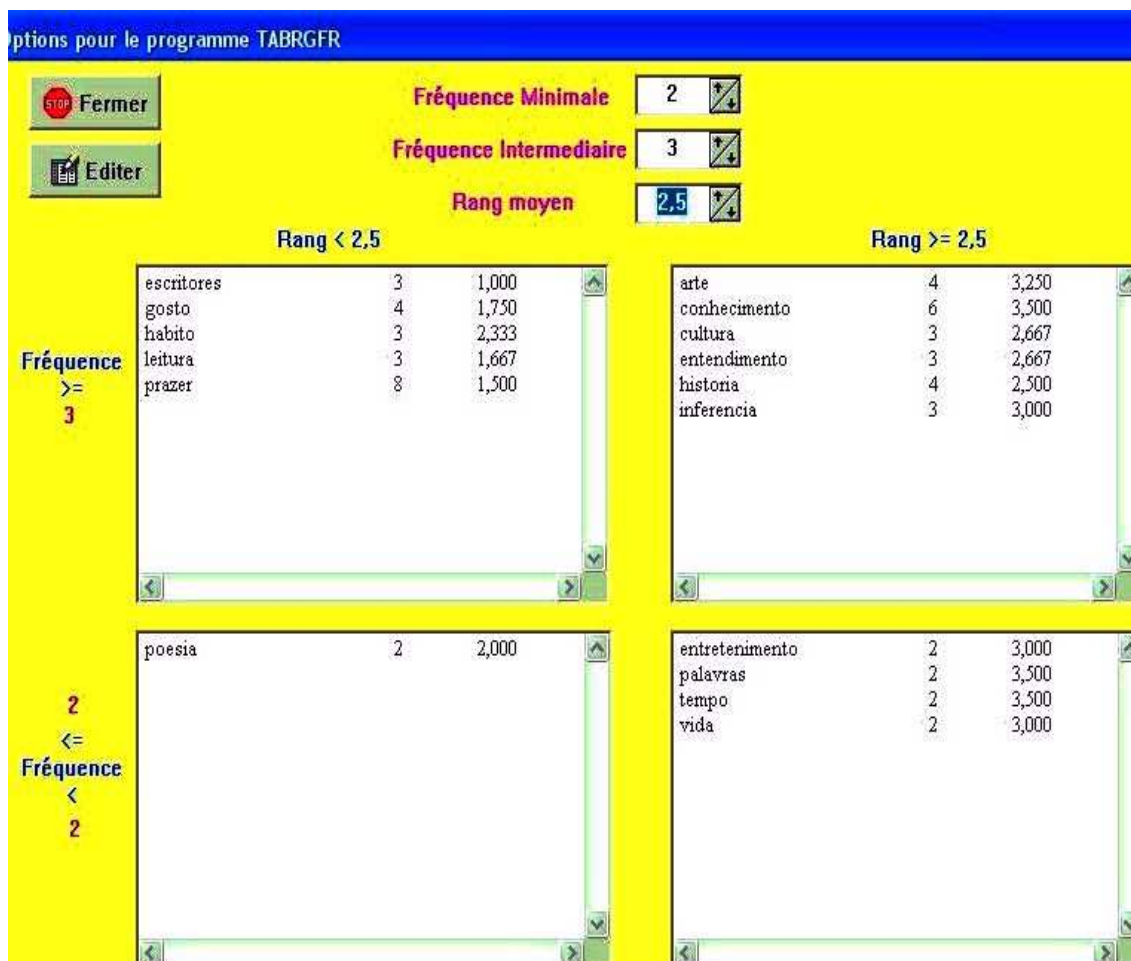 ptions pour le programme TABRGFR
STOP Fermer
Editer
Fréquence Minimale 2
Fréquence Intermediaire 3
Rang moyen 2,5
Rang < 2,5
Rang >= 2,5
Fréquence
>=
3
escritores 3 1,000
gosto 4 1,750
habito 3 2,333
leitura 3 1,667
prazer 8 1,500
arte 4 3,250
conhecimento 6 3,500
cultura 3 2,667
entendimento 3 2,667
historia 4 2,500
inferencia 3 3,000
2
<=
Fréquence
<
2
poesia 2 2,000
entretenimento 2 3,000
palavras 2 3,500
tempo 2 3,500
vida 2 3,000